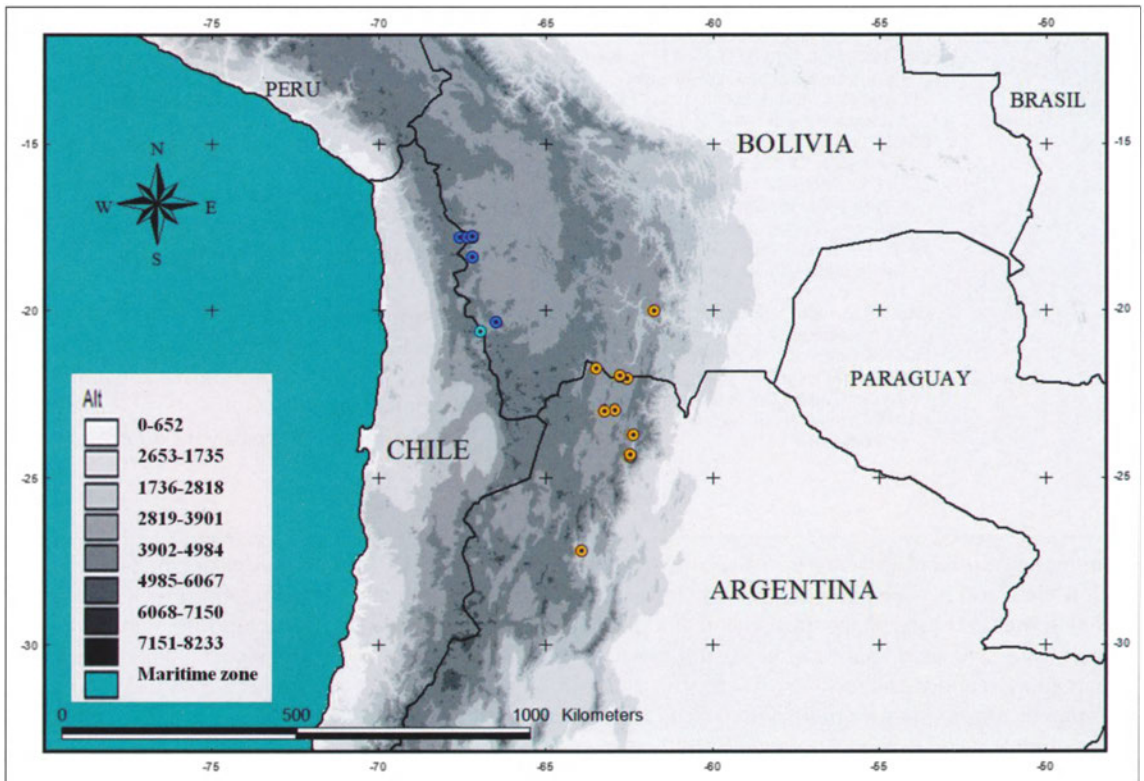 -75 -70 -65 -60 -55 -60
PERU
BRASIL
BOLIVIA
-15 -15
N
W E
S
-20 -20
PARAGUAY
Alt
0-652
2653-1735
1736-2818
2819-3901
3902-4984
4985-6067
6068-7150
7151-8233
Maritime zone
CHILE
-25 -25
ARGENTINA
-30 -30
0 500 1000 Kilometers
-75 -70 -65 -60 -55 -60